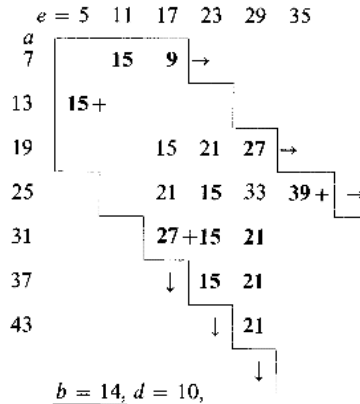 e = 5 11 17 23 29 35
a
7 15 9 →
13 15 +
19 15 21 27 →
25 21 15 33 39 + →
31 27 + 15 21
37 ↓ 15 21
43 ↓ 21
↓
b = 14, d = 10,